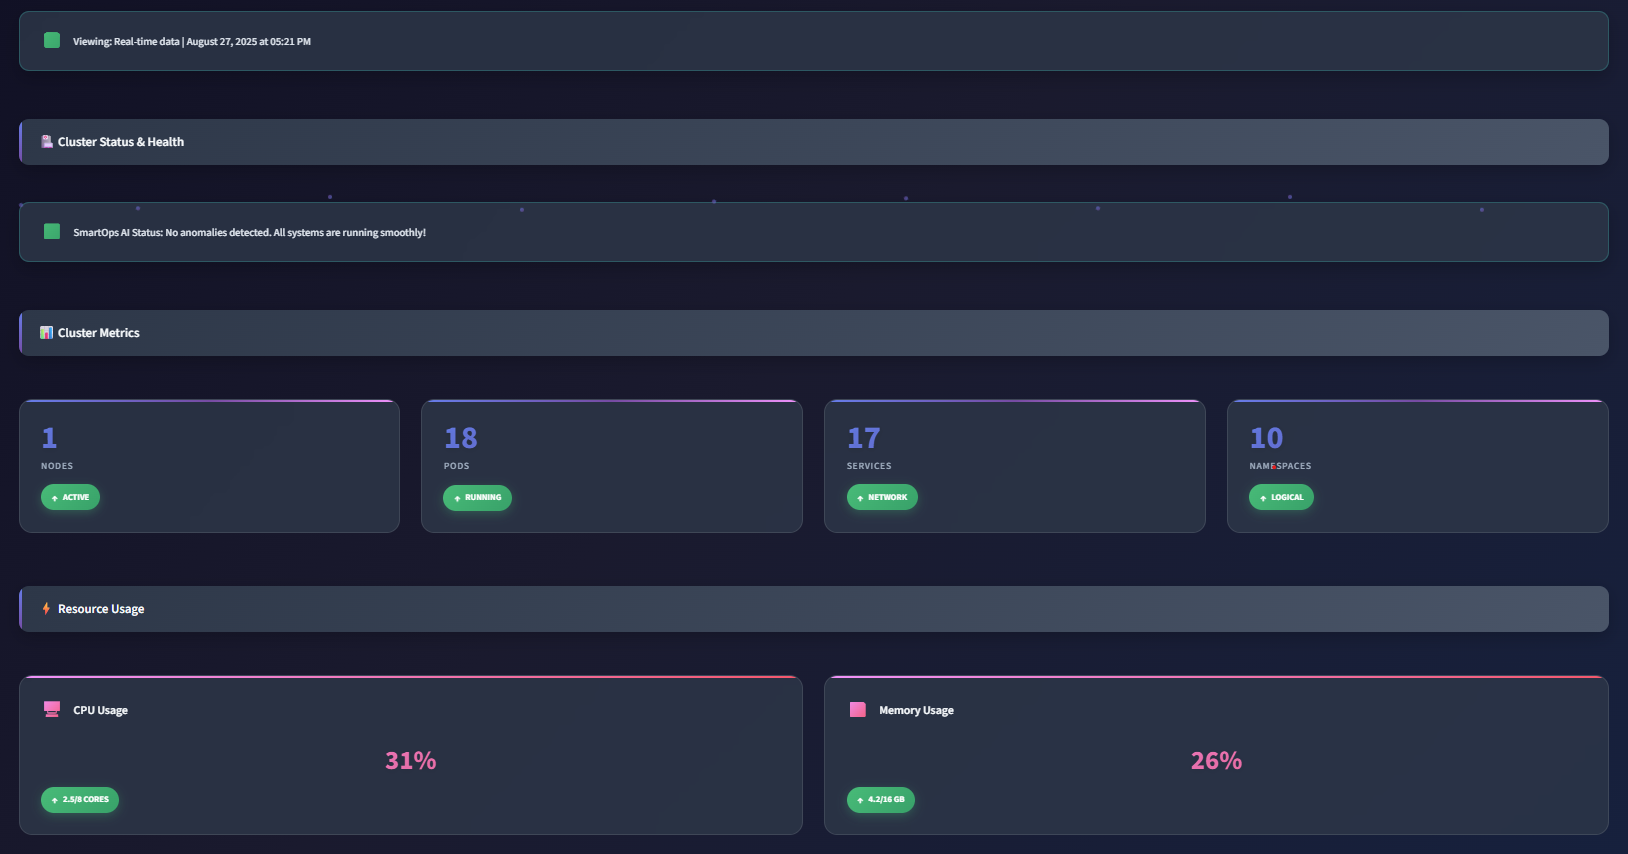 Viewing: Real-time data | August 27, 2025 at 05:21 PM
Cluster Status & Health
SmartOps AI Status: No anomalies detected. All systems are running smoothly!
Cluster Metrics
1
NODES
↑ ACTIVE
18
PODS
↑ RUNNING
17
SERVICES
↑ NETWORK
10
NAMESPACES
↑ LOGICAL
Resource Usage
CPU Usage
31%
↑ 2.5/8 CORES
Memory Usage
26%
↑ 4.2/16 GB